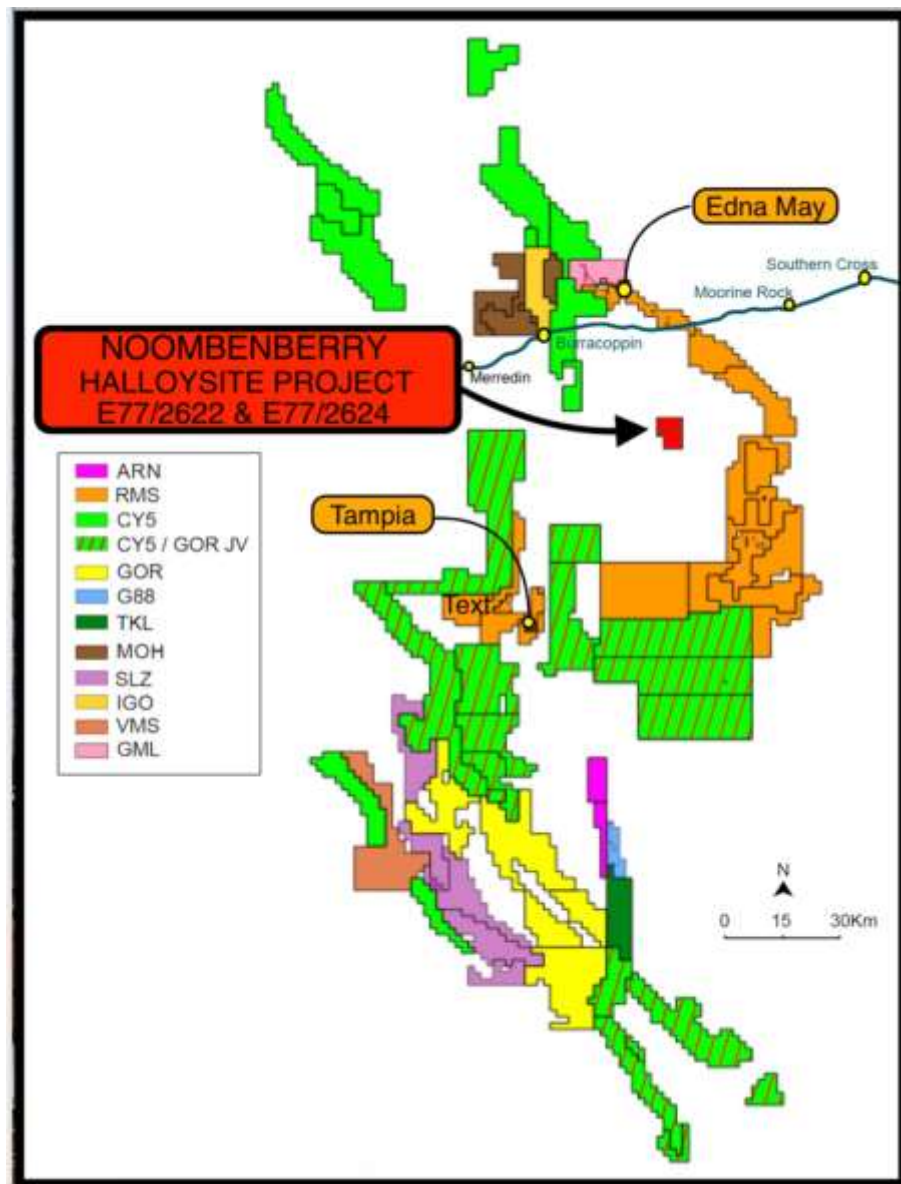 Edna May
Southern Cross
Moorine Rock
Burracoppin
Merredin
NOOMBENBERRY
HALLOYSITE PROJECT
E77/2622 & E77/2624
ARN
RMS
CY5
CY5 / GOR JV
GOR
G88
TKL
MOH
SLZ
IGO
VMS
GML
Tampia
Text
N
0 15 30Km